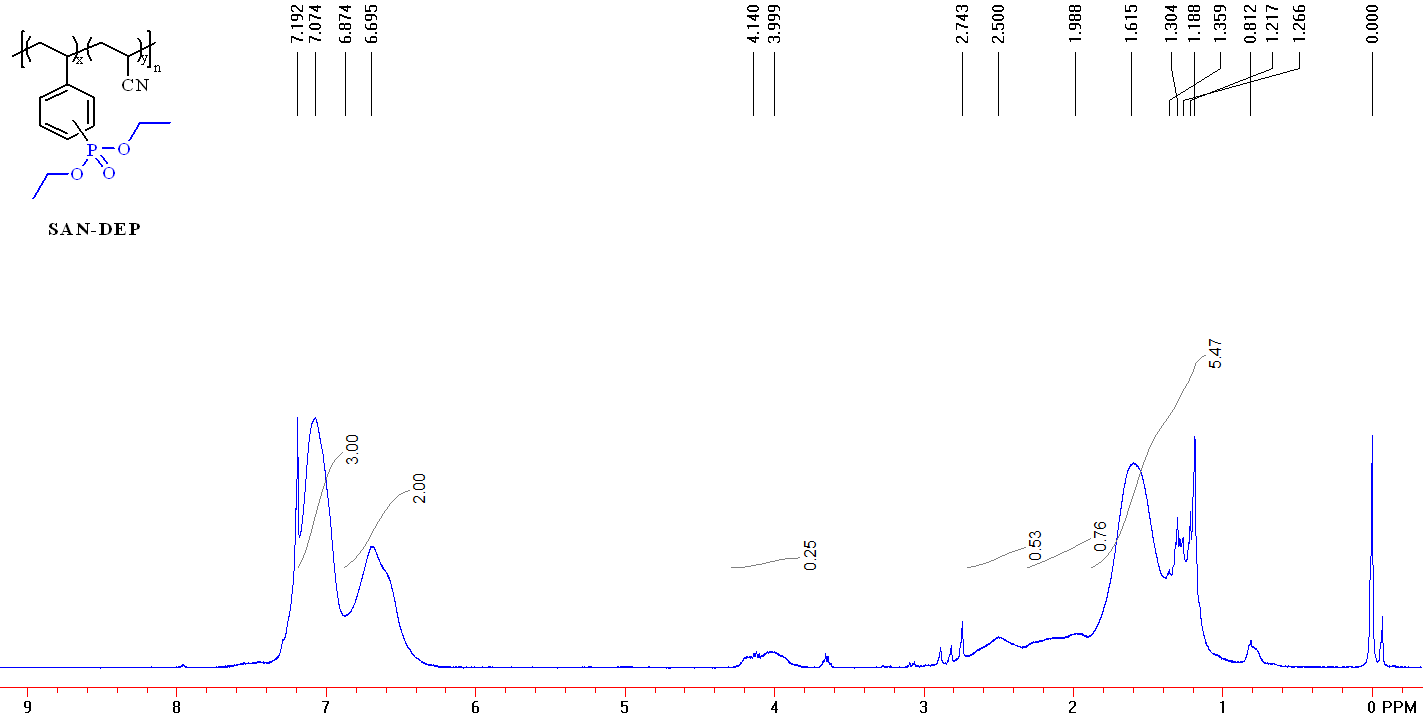 7.192
7.074
6.874
6.695
4.140
3.999
2.743
2.500
1.988
1.615
1.304
1.188
1.359
0.812
1.217
1.266
0.000
x
y
n
CN
P
O
O
O
SAN-DEP
3.00
2.00
0.25
0.53
0.76
5.47
9 8 7 6 5 4 3 2 1 0 PPM